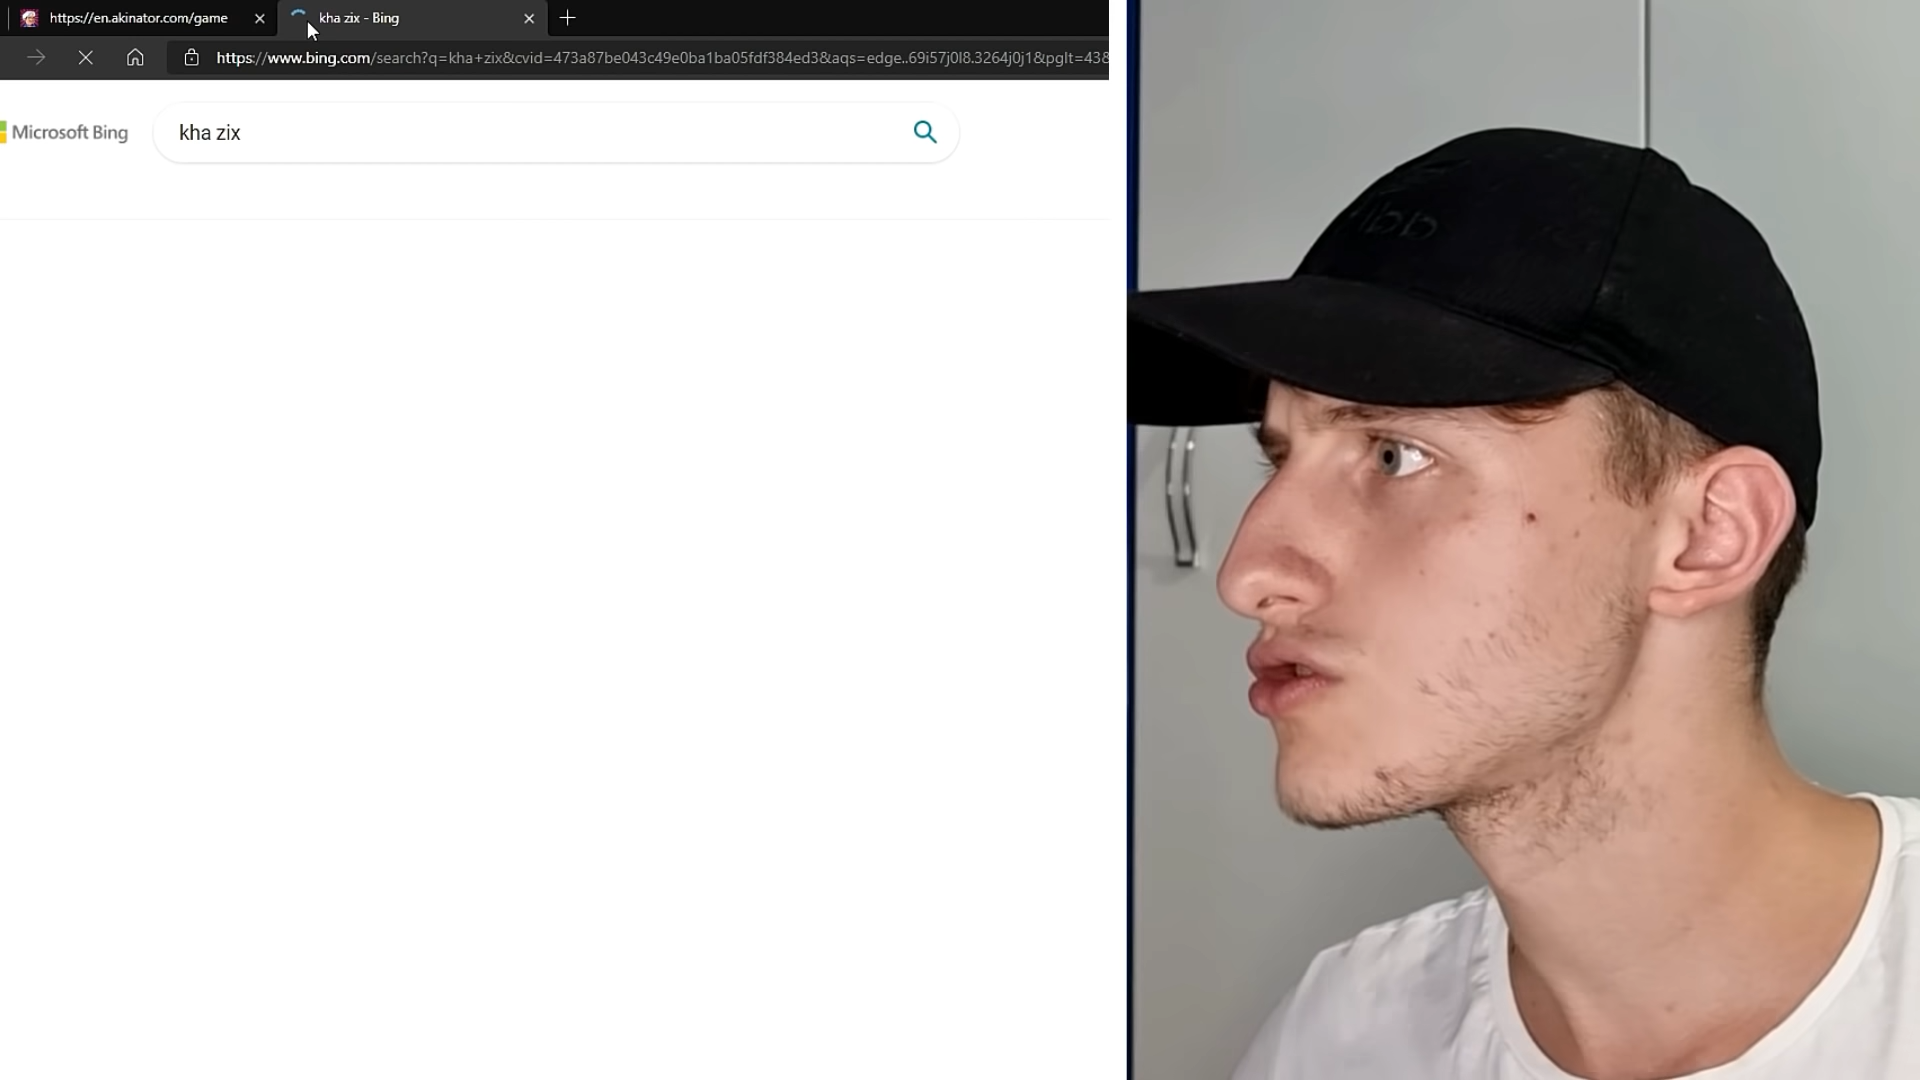 https://en.akinator.com/game
kha zix - Bing
https://www.bing.com/search?q=kha+zix&cvid=473a87be043c49e0ba1ba05fdf384ed3&aqs=edge..69i57j0l8.3264j0j1&pglt=438
Microsoft Bing
kha zix